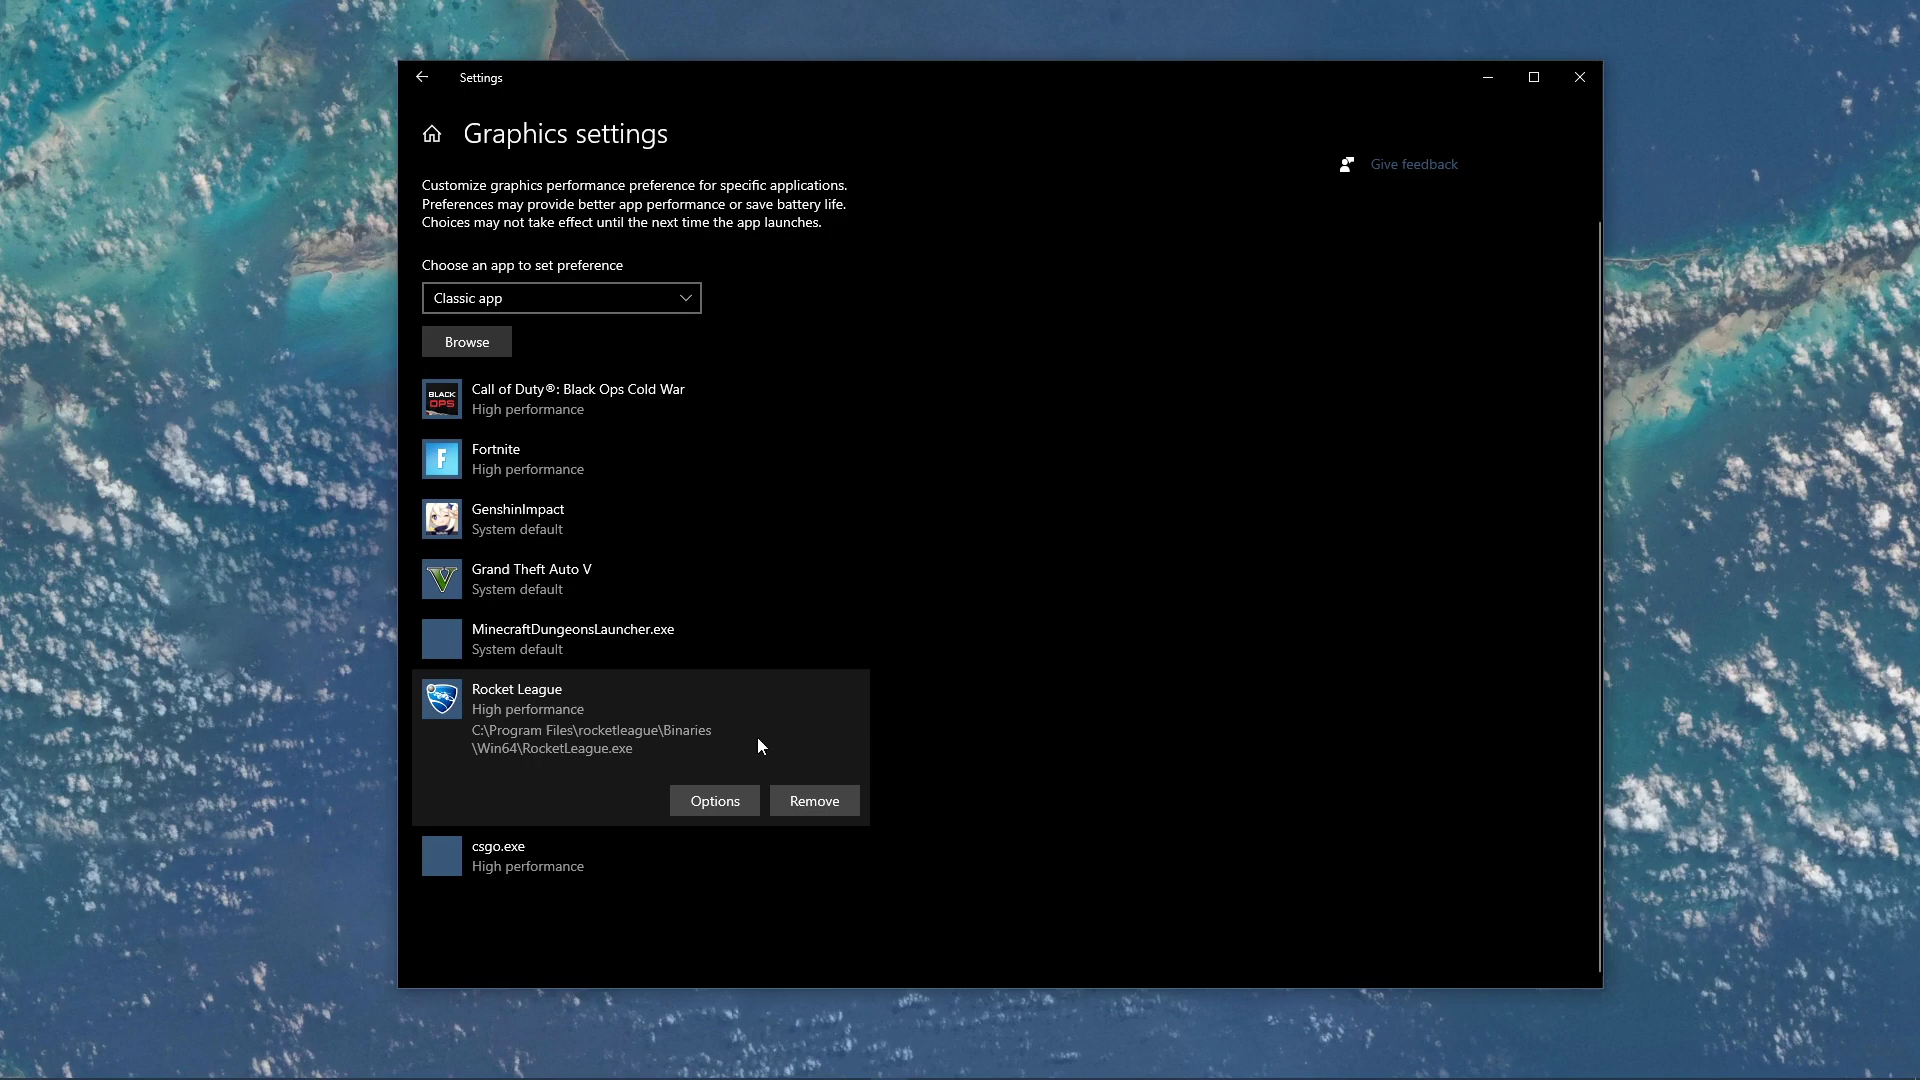 Settings
Graphics settings
Give feedback
Customize graphics performance preference for specific applications.
Preferences may provide better app performance or save battery life.
Choices may not take effect until the next time the app launches.
Choose an app to set preference
Classic app
Browse
BLACK
OPS
Call of Duty®: Black Ops Cold War
High performance
F
Fortnite
High performance
GenshinImpact
System default
V
Grand Theft Auto V
System default
MinecraftDungeonsLauncher.exe
System default
Rocket League
High performance
C:\Program Files\rocketleague\Binaries
\Win64\RocketLeague.exe
Options
Remove
csgo.exe
High performance